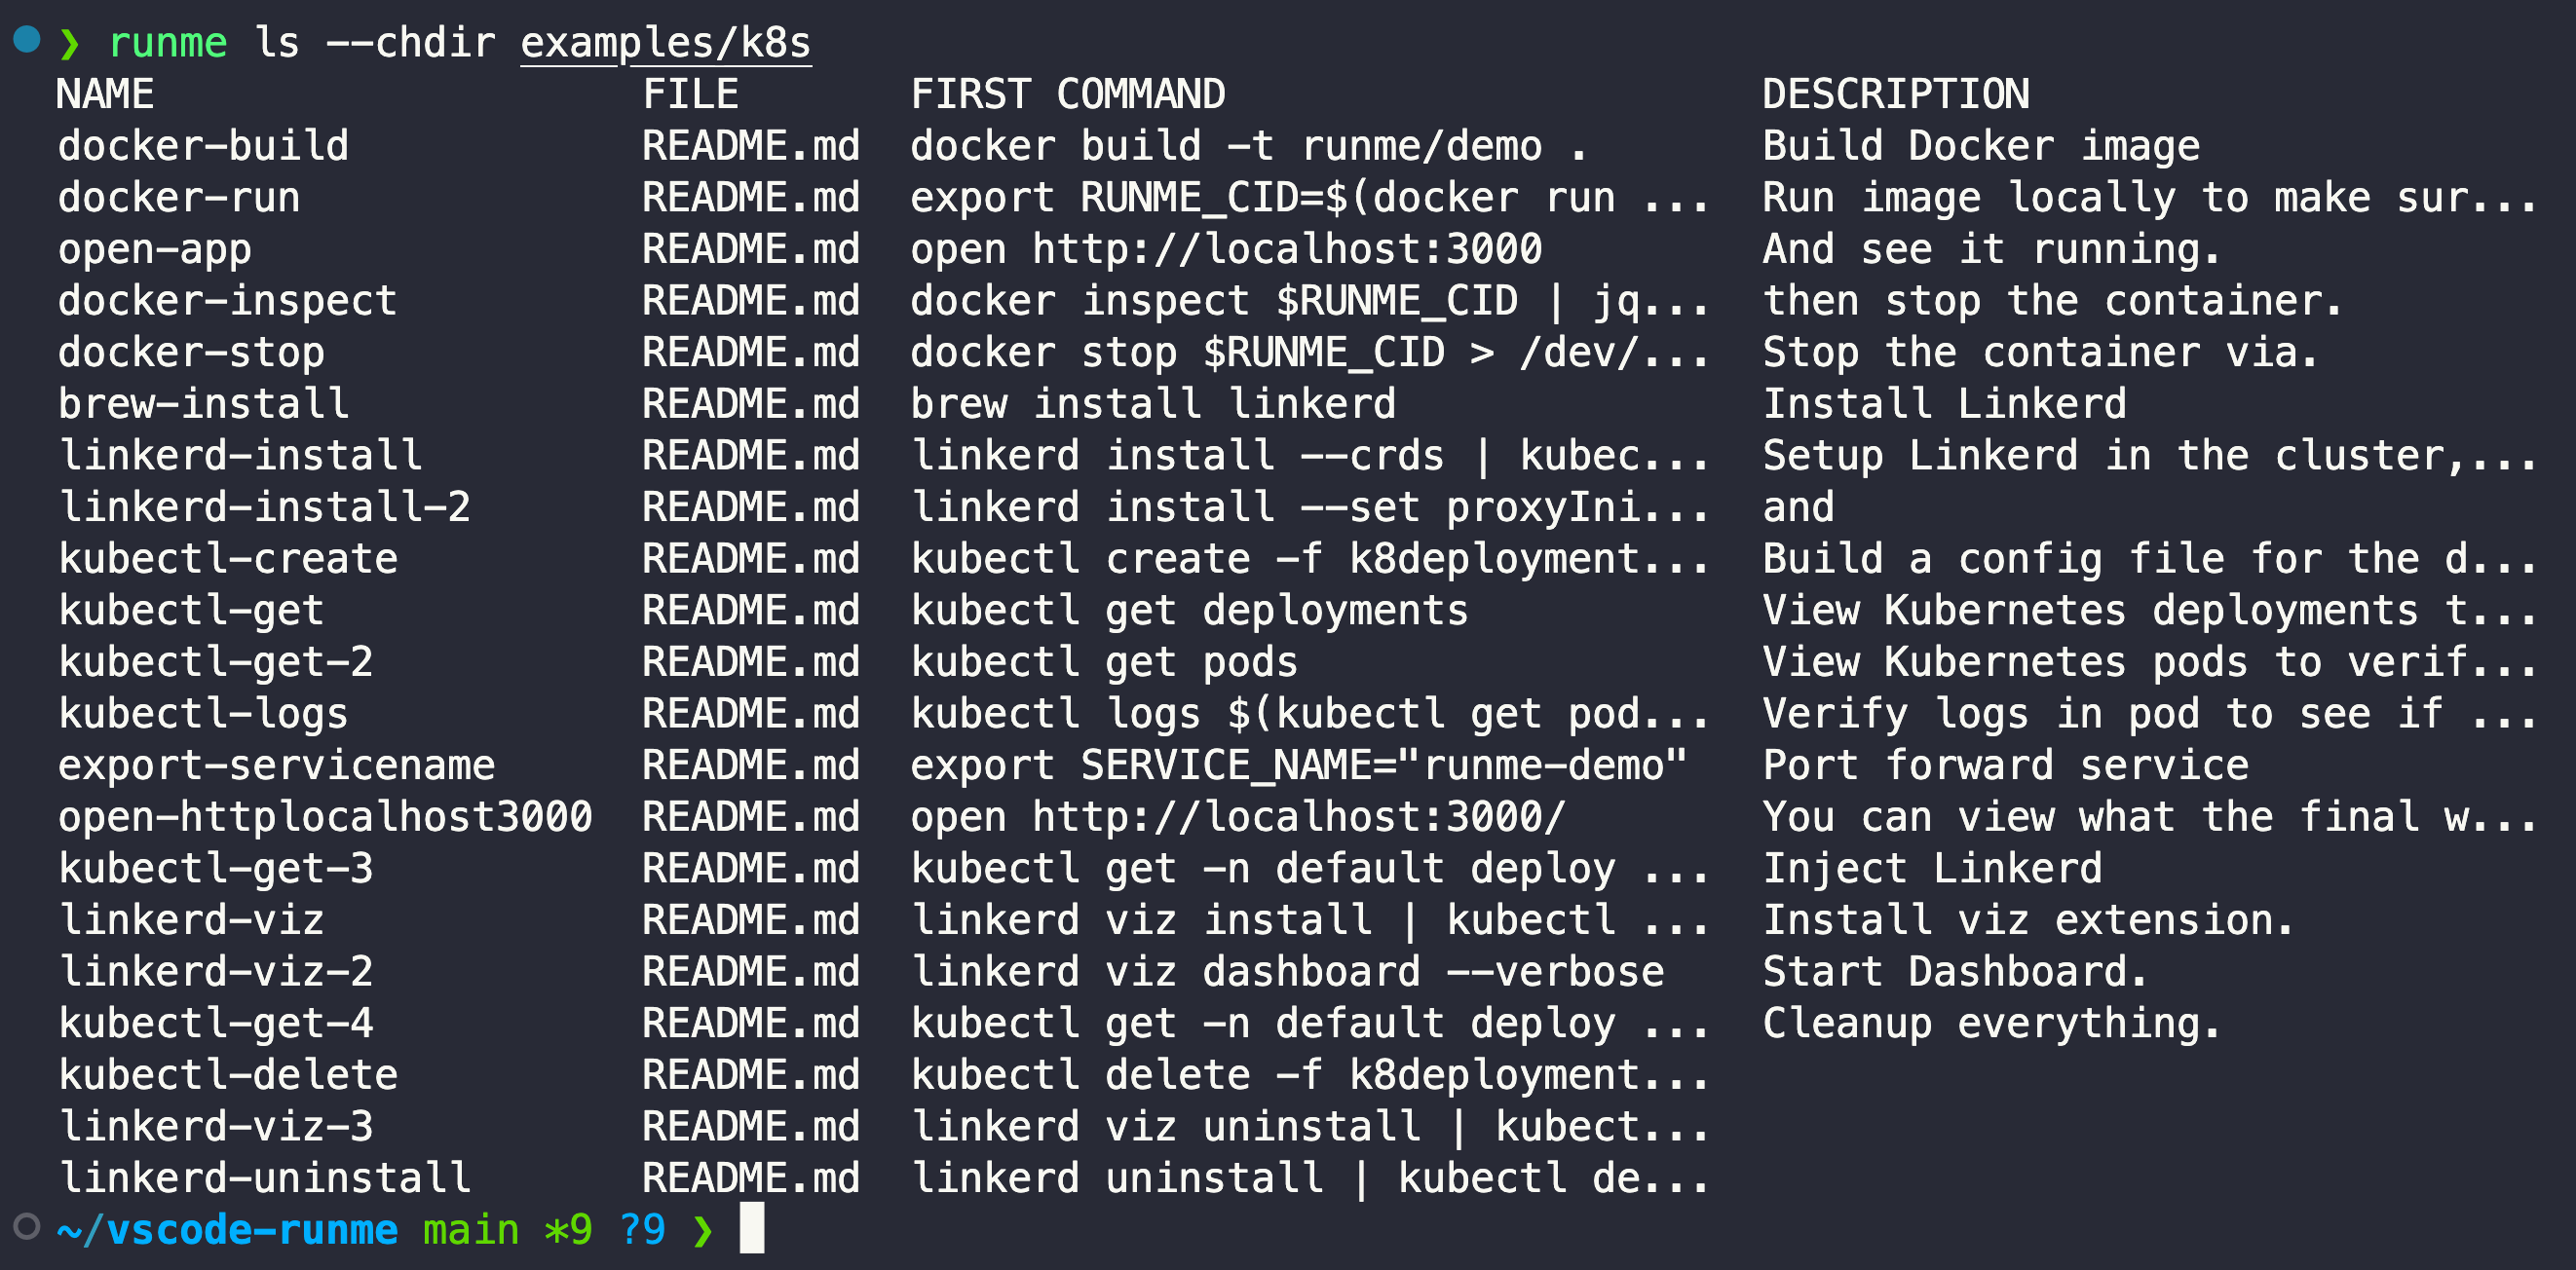 ❯ runme ls --chdir examples/k8s
NAME FILE FIRST COMMAND DESCRIPTION
docker-build README.md docker build -t runme/demo . Build Docker image
docker-run README.md export RUNME_CID=$(docker run ... Run image locally to make sur...
open-app README.md open http://localhost:3000 And see it running.
docker-inspect README.md docker inspect $RUNME_CID | jq... then stop the container.
docker-stop README.md docker stop $RUNME_CID > /dev/... Stop the container via.
brew-install README.md brew install linkerd Install Linkerd
linkerd-install README.md linkerd install --crds | kubec... Setup Linkerd in the cluster,...
linkerd-install-2 README.md linkerd install --set proxyIni... and
kubectl-create README.md kubectl create -f k8deployment... Build a config file for the d...
kubectl-get README.md kubectl get deployments View Kubernetes deployments t...
kubectl-get-2 README.md kubectl get pods View Kubernetes pods to verif...
kubectl-logs README.md kubectl logs $(kubectl get pod... Verify logs in pod to see if ...
export-servicename README.md export SERVICE_NAME="runme-demo" Port forward service
open-httplocalhost3000 README.md open http://localhost:3000/ You can view what the final w...
kubectl-get-3 README.md kubectl get -n default deploy ... Inject Linkerd
linkerd-viz README.md linkerd viz install | kubectl ... Install viz extension.
linkerd-viz-2 README.md linkerd viz dashboard --verbose Start Dashboard.
kubectl-get-4 README.md kubectl get -n default deploy ... Cleanup everything.
kubectl-delete README.md kubectl delete -f k8deployment...
linkerd-viz-3 README.md linkerd viz uninstall | kubect...
linkerd-uninstall README.md linkerd uninstall | kubectl de...
~/vscode-runme main *9 ?9 ❯